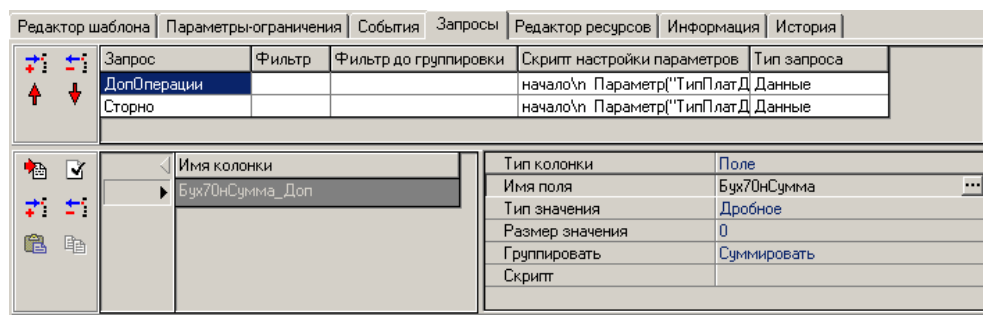 Редактор шаблона Параметры-ограничения События Запросы Редактор ресурсов Информация История
Запрос Фильтр Фильтр до группировки Скрипт настройки параметров Тип запроса
ДопОперации начало\n Параметр("ТипПлатД Данные
Сторно начало\n Параметр("ТипПлатД Данные
Имя колонки
Бух70нСумма_Доп
Тип колонки Поле
Имя поля Бух70нСумма ...
Тип значения Дробное
Размер значения 0
Группировать Суммировать
Скрипт